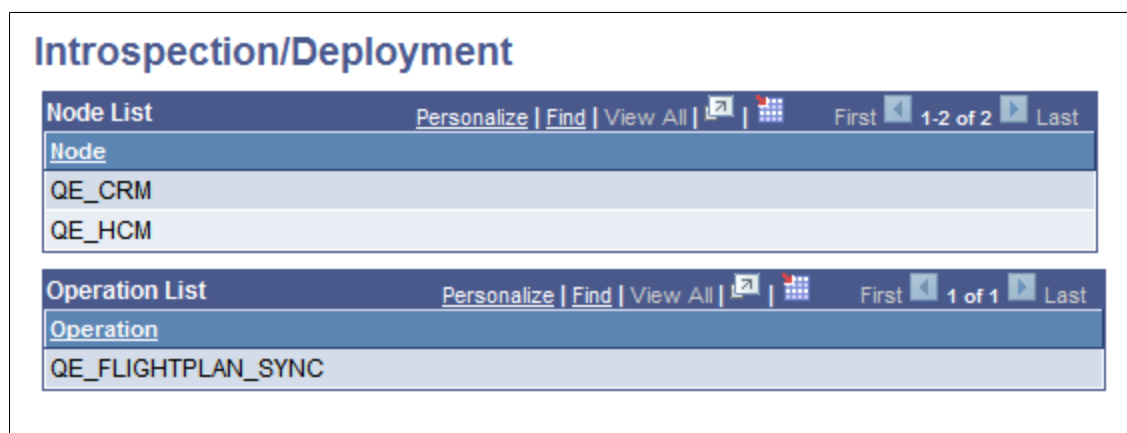 Introspection/Deployment
Node List Personalize | Find | View All | | First 1-2 of 2 Last
Node
QE_CRM
QE_HCM
Operation List Personalize | Find | View All | | First 1 of 1 Last
Operation
QE_FLIGHTPLAN_SYNC